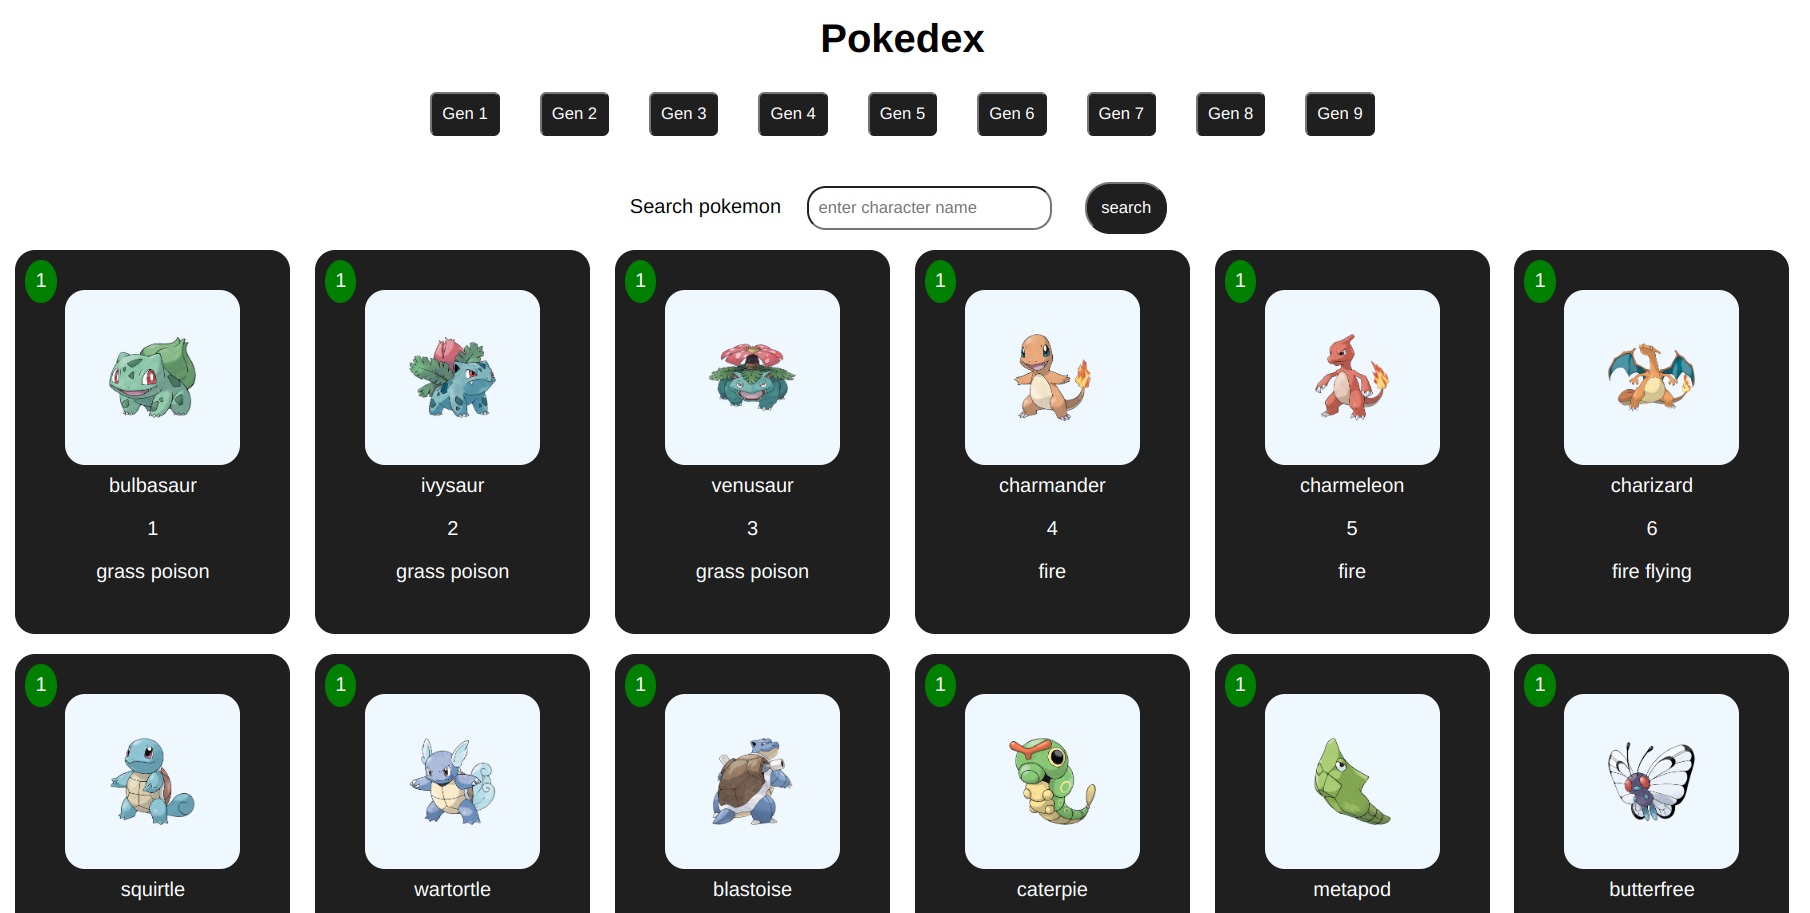 Pokedex
Gen 1 Gen 2 Gen 3 Gen 4 Gen 5 Gen 6 Gen 7 Gen 8 Gen 9
Search pokemon enter character name search
1 1 1 1 1 1
bulbasaur ivysaur venusaur charmander charmeleon charizard
1 2 3 4 5 6
grass poison grass poison grass poison fire fire fire flying
1 1 1 1 1 1
squirtle wartortle blastoise caterpie metapod butterfree